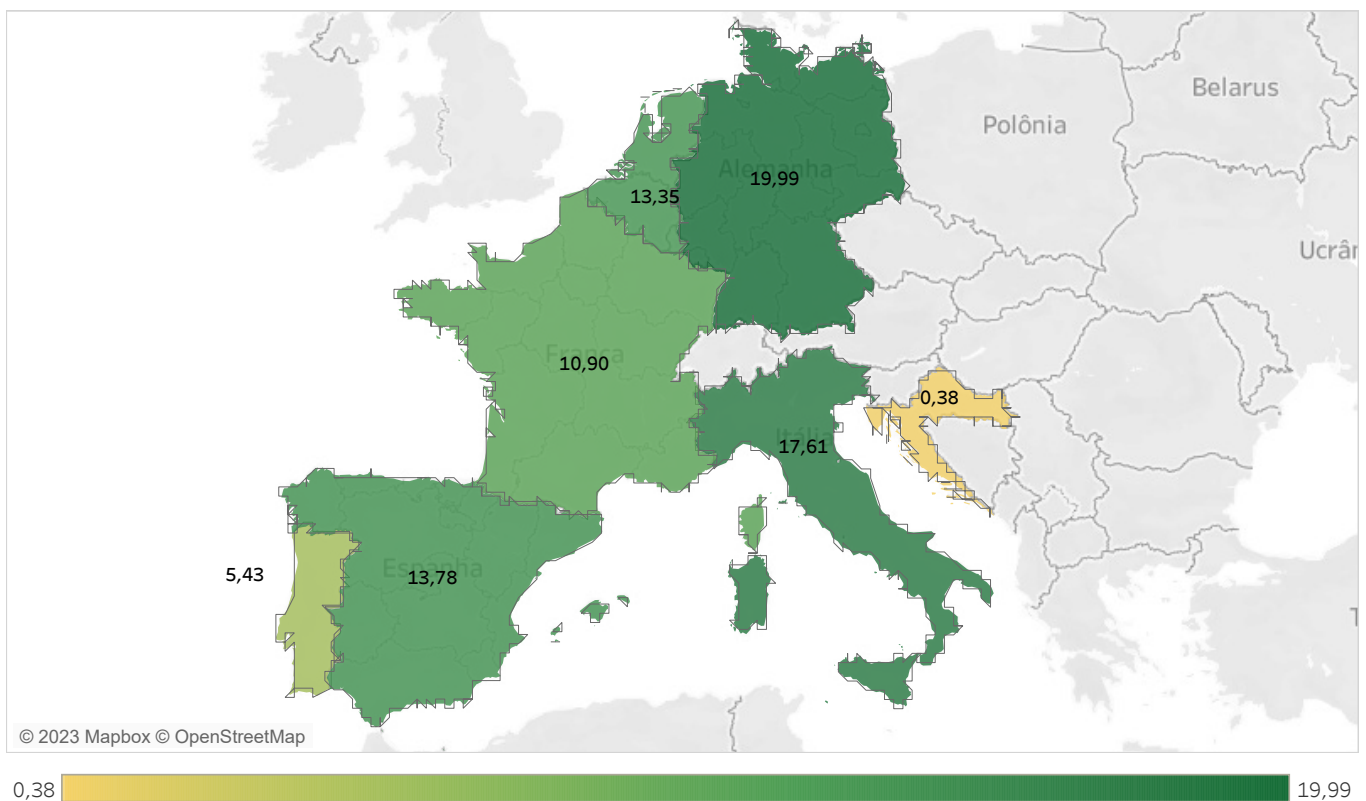 Belarus
Polônia
Alemanha
19,99
13,35
Ucrân
França
10,90
0,38
Itália
17,61
Espanha
13,78
5,43
© 2023 Mapbox © OpenStreetMap
0,38
19,99